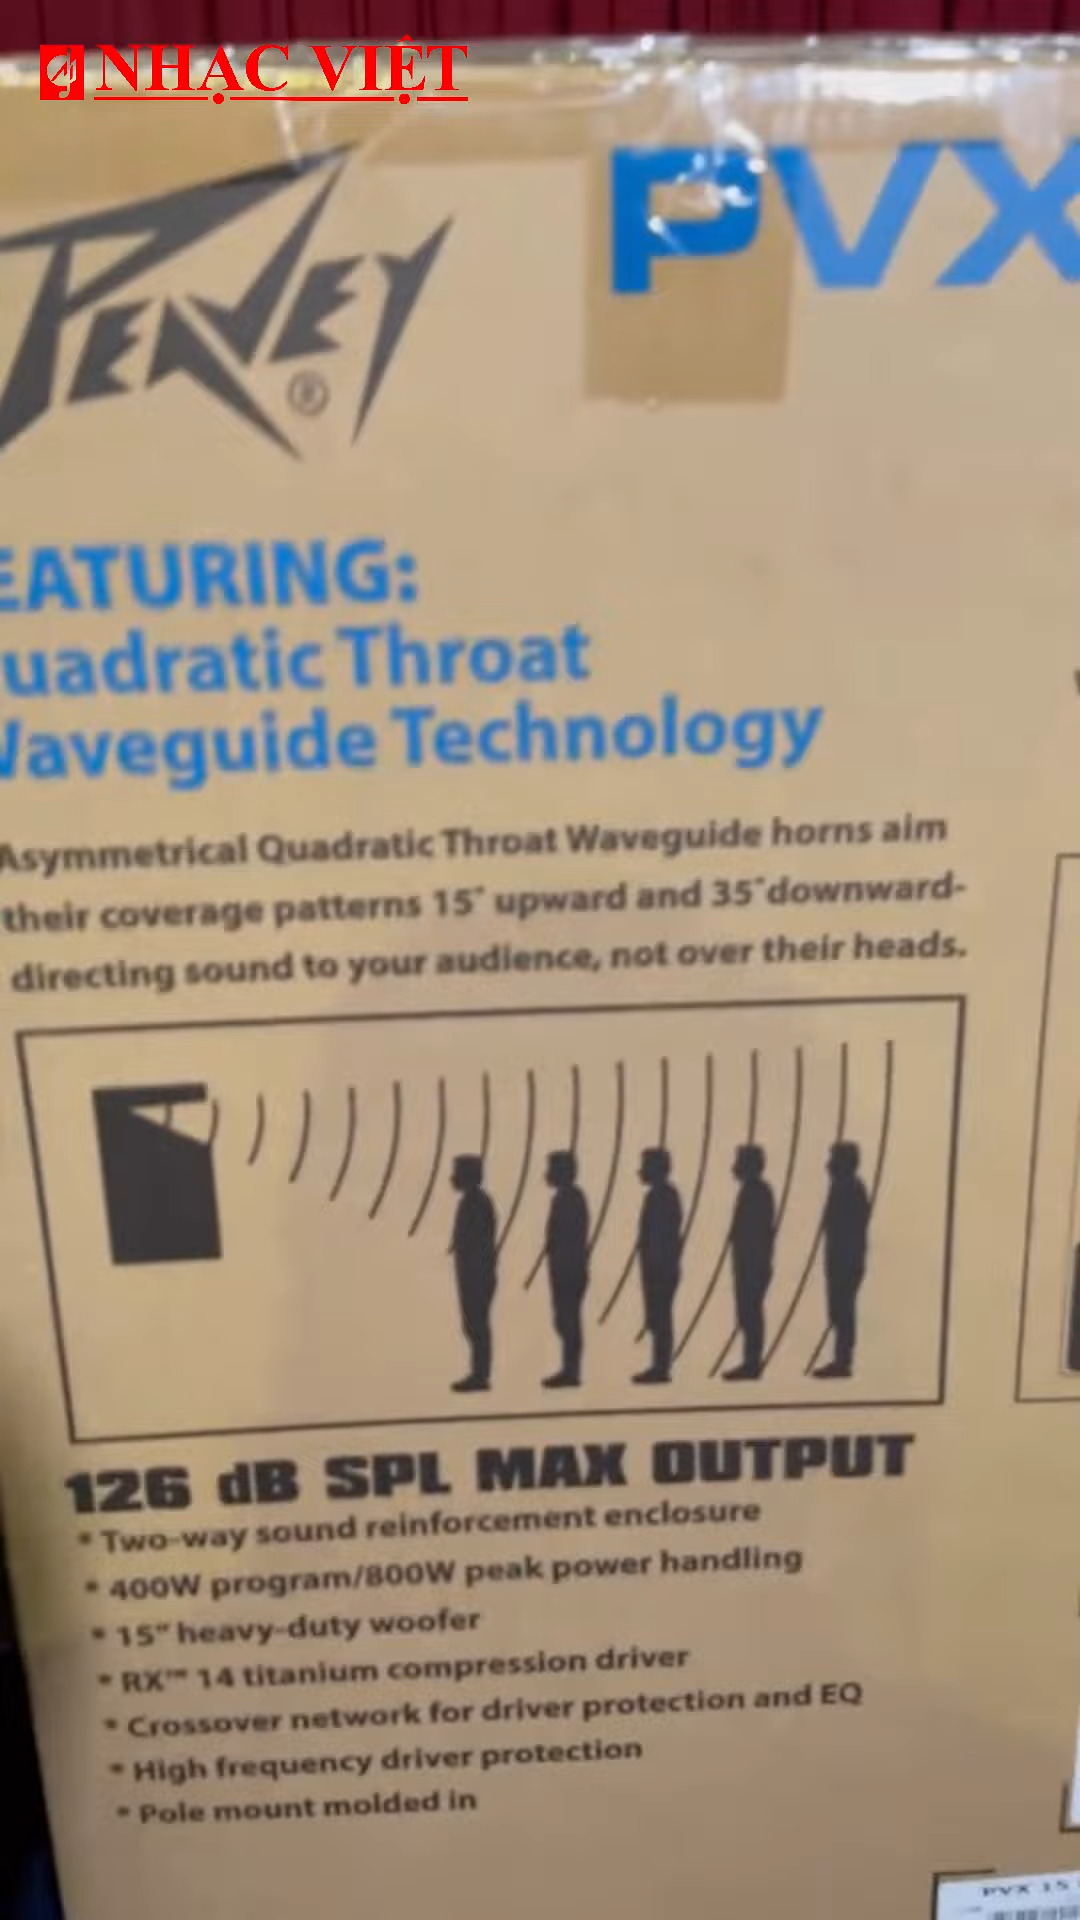 NHẠC VIỆT
PEAVEY®
PVX
EATURING:
uadratic Throat
Waveguide Technology
Asymmetrical Quadratic Throat Waveguide horns aim
their coverage patterns 15° upward and 35° downward-
directing sound to your audience, not over their heads.
126 dB SPL MAX OUTPUT
* Two-way sound reinforcement enclosure
* 400W program/800W peak power handling
* 15" heavy-duty woofer
* RX™ 14 titanium compression driver
* Crossover network for driver protection and EQ
* High frequency driver protection
* Pole mount molded in
PVX 15